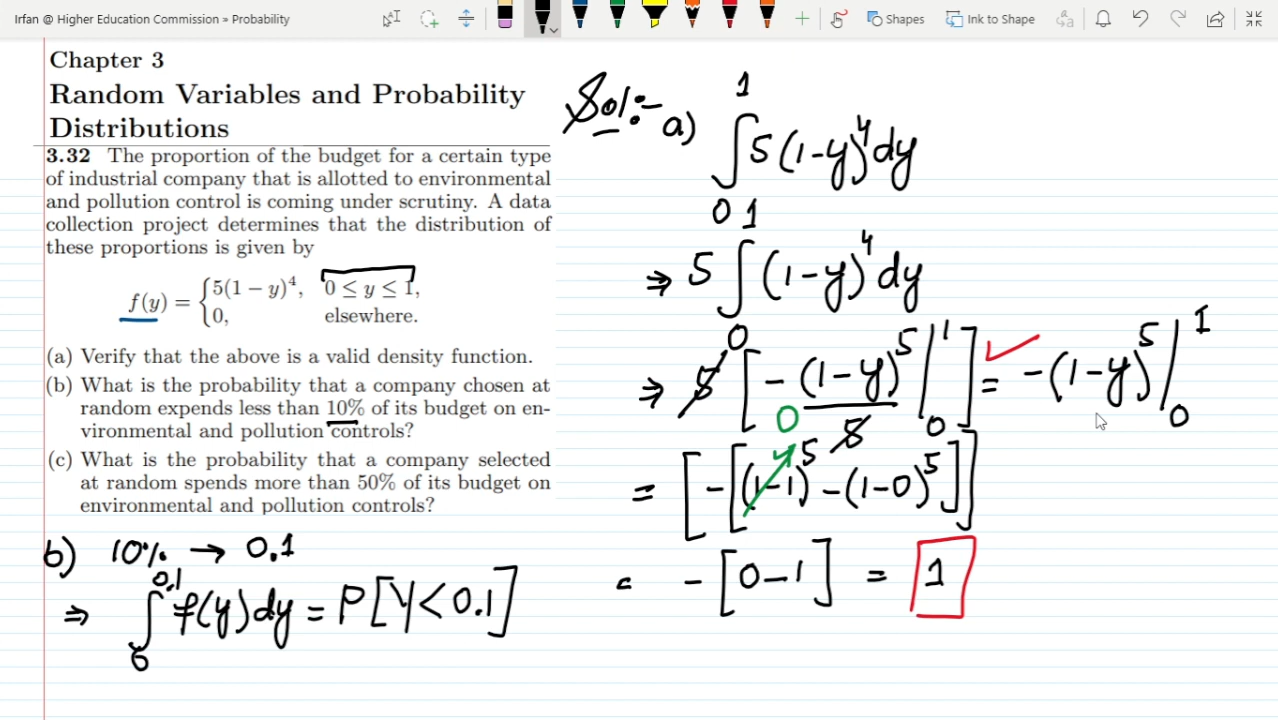 Irfan @ Higher Education Commission » Probability
Shapes
Ink to Shape
Chapter 3
Random Variables and Probability
Distributions
3.32 The proportion of the budget for a certain type
of industrial company that is allotted to environmental
and pollution control is coming under scrutiny. A data
collection project determines that the distribution of
these proportions is given by
f(y) = { 5(1 − y)⁴, 0 ≤ y ≤ 1,
0, elsewhere.
(a) Verify that the above is a valid density function.
(b) What is the probability that a company chosen at
random expends less than 10% of its budget on en-
vironmental and pollution controls?
(c) What is the probability that a company selected
at random spends more than 50% of its budget on
environmental and pollution controls?
b) 10% → 0.1
⇒ ∫₀^0.1 f(y) dy = P[Y < 0.1]
Sol:- a) ∫₀¹ 5(1-y)⁴ dy
⇒ 5 ∫₀¹ (1-y)⁴ dy
⇒ 5 [ - (1-y)⁵/5 |₀¹ ] = -(1-y)⁵ |₀¹
= [ - [ (1-1)⁵ - (1-0)⁵ ] ]
0
= - [0-1] = 1